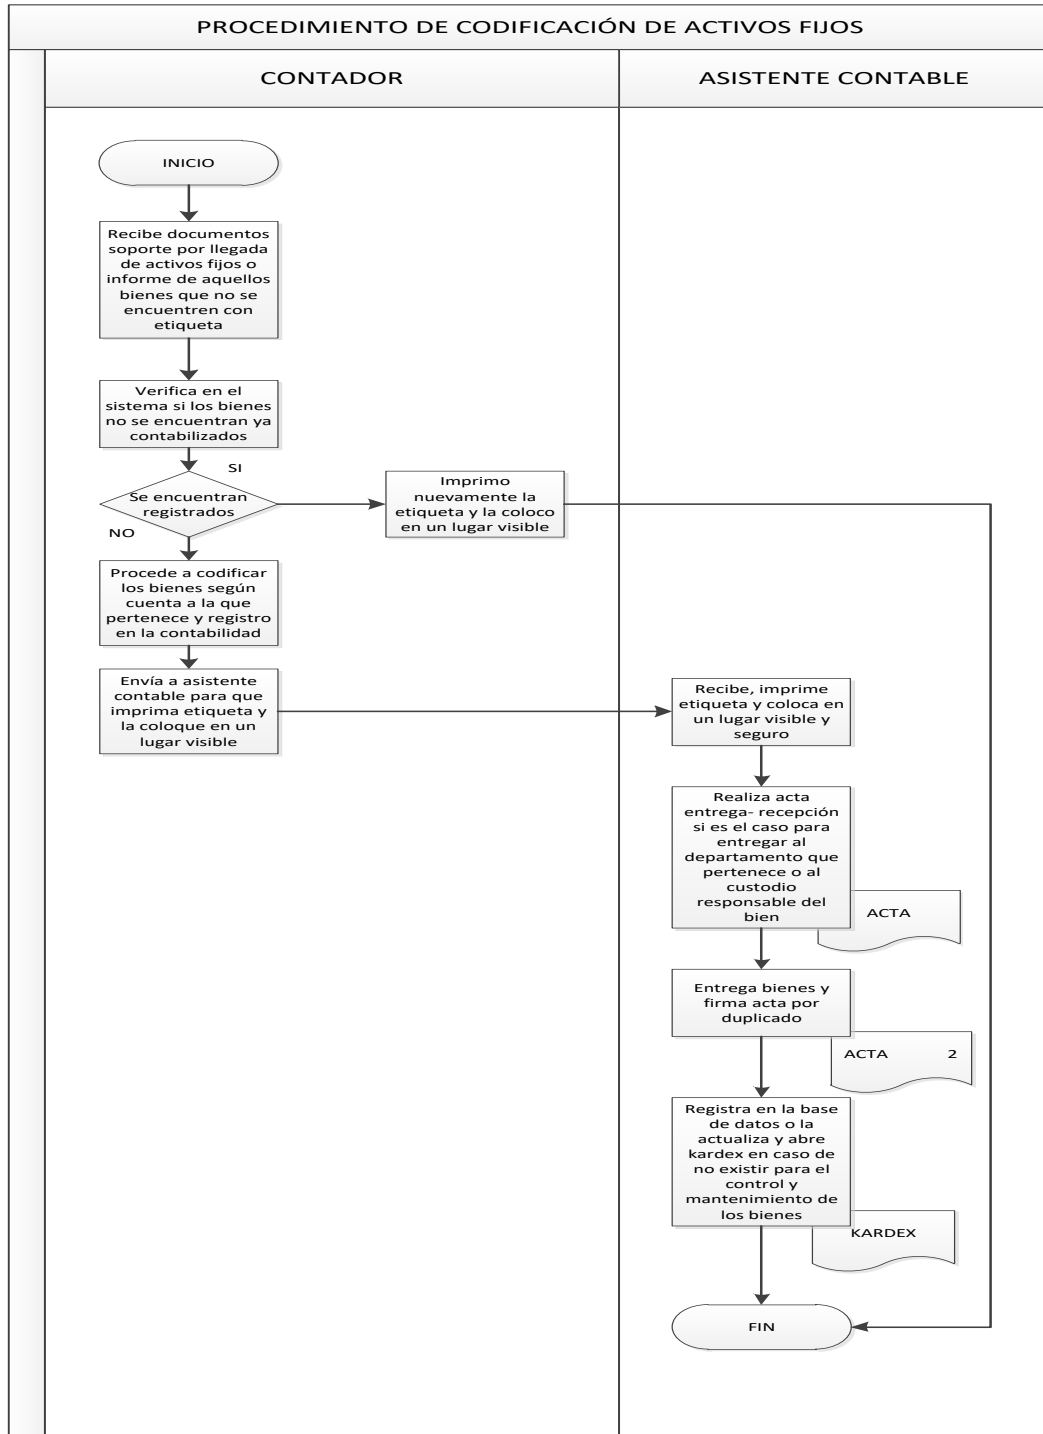 PROCEDIMIENTO DE CODIFICACIÓN DE ACTIVOS FIJOS
CONTADOR
ASISTENTE CONTABLE
INICIO
Recibe documentos
soporte por llegada
de activos fijos o
informe de aquellos
bienes que no se
encuentren con
etiqueta
Verifica en el
sistema si los bienes
no se encuentran ya
contabilizados
SI
Se encuentran
registrados
NO
Imprimo
nuevamente la
etiqueta y la coloco
en un lugar visible
Procede a codificar
los bienes según
cuenta a la que
pertenece y registro
en la contabilidad
Envía a asistente
contable para que
imprima etiqueta y
la coloque en un
lugar visible
Recibe, imprime
etiqueta y coloca en
un lugar visible y
seguro
Realiza acta
entrega- recepción
si es el caso para
entregar al
departamento que
pertenece o al
custodio
responsable del
bien
ACTA
Entrega bienes y
firma acta por
duplicado
ACTA 2
Registra en la base
de datos o la
actualiza y abre
kardex en caso de
no existir para el
control y
mantenimiento de
los bienes
KARDEX
FIN